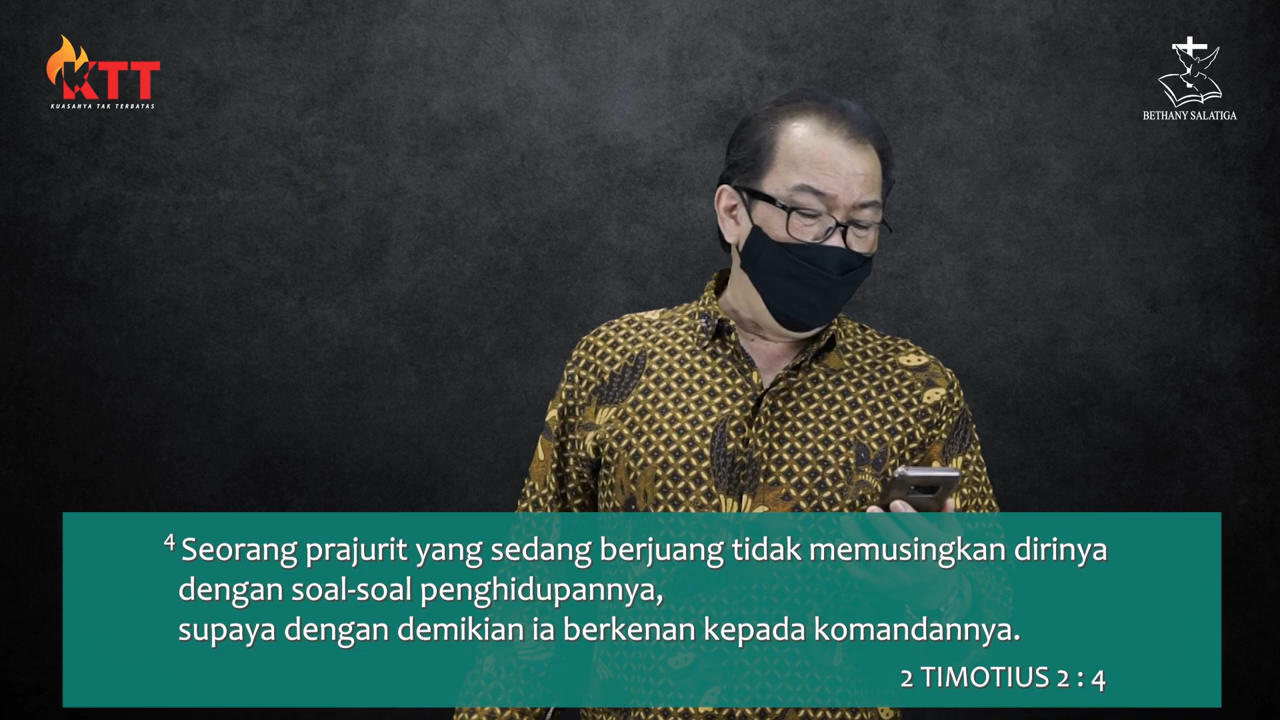 KTT
KUASANYA TAK TERBATAS
BETHANY SALATIGA
4 Seorang prajurit yang sedang berjuang tidak memusingkan dirinya
dengan soal-soal penghidupannya,
supaya dengan demikian ia berkenan kepada komandannya.
2 TIMOTIUS 2 : 4